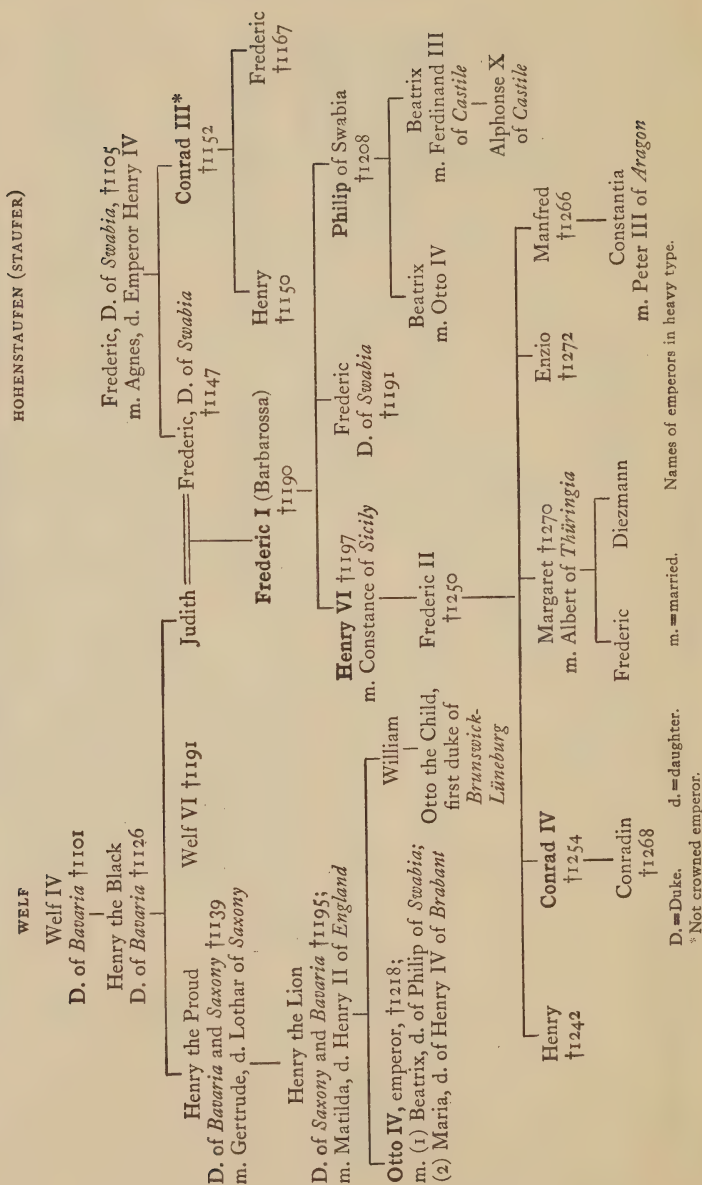 HOHENSTAUFEN (STAUFER)
WELF
Welf IV
D. of Bavaria †1101
Henry the Black
D. of Bavaria †1126
Frederic, D. of Swabia, †1105
m. Agnes, d. Emperor Henry IV
Henry the Proud
D. of Bavaria and Saxony †1139
m. Gertrude, d. Lothar of Saxony
Welf VI †1191
Judith
Frederic, D. of Swabia
†1147
Conrad III*
†1152
Henry the Lion
D. of Saxony and Bavaria †1195;
m. Matilda, d. Henry II of England
Frederic I (Barbarossa)
†1190
Henry
†1150
Frederic
†1167
Otto IV, emperor, †1218;
m. (1) Beatrix, d. of Philip of Swabia;
(2) Maria, d. of Henry IV of Brabant
William
Otto the Child,
first duke of
Brunswick-
Lüneburg
Henry VI †1197
m. Constance of Sicily
Frederic
D. of Swabia
†1191
Philip of Swabia
†1208
Frederic II
†1250
Beatrix
m. Otto IV
Beatrix
m. Ferdinand III
of Castile
Alphonse X
of Castile
Henry
†1242
Conrad IV
†1254
Conradin
†1268
Margaret †1270
m. Albert of Thüringia
Frederic
Diezmann
Enzio
†1272
Manfred
†1266
Constantia
m. Peter III of Aragon
D.=Duke. d.=daughter. m.=married. Names of emperors in heavy type.
* Not crowned emperor.